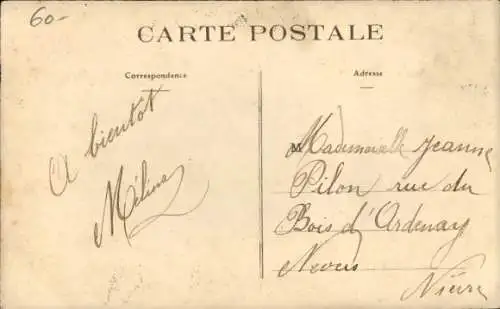 60-
CARTE POSTALE
Correspondance
Adresse
A bientôt
Mélina
M
Mademoiselle Jeanne
Pilon rue du
Bois d'Ardenay
Nevers
Nièvre